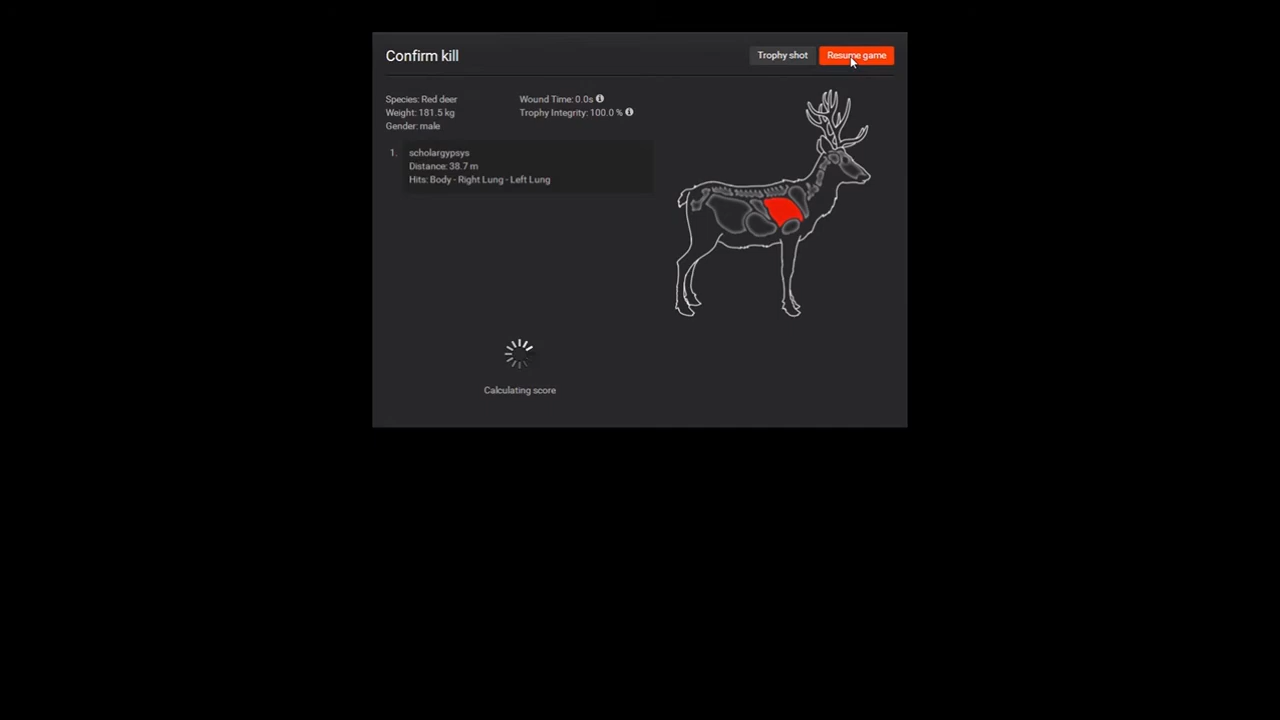 Confirm kill
Trophy shot
Resume game
Species: Red deer
Weight: 181.5 kg
Gender: male
Wound Time: 0.0s
Trophy Integrity: 100.0 %
1. scholargypsys
Distance: 38.7 m
Hits: Body - Right Lung - Left Lung
Calculating score